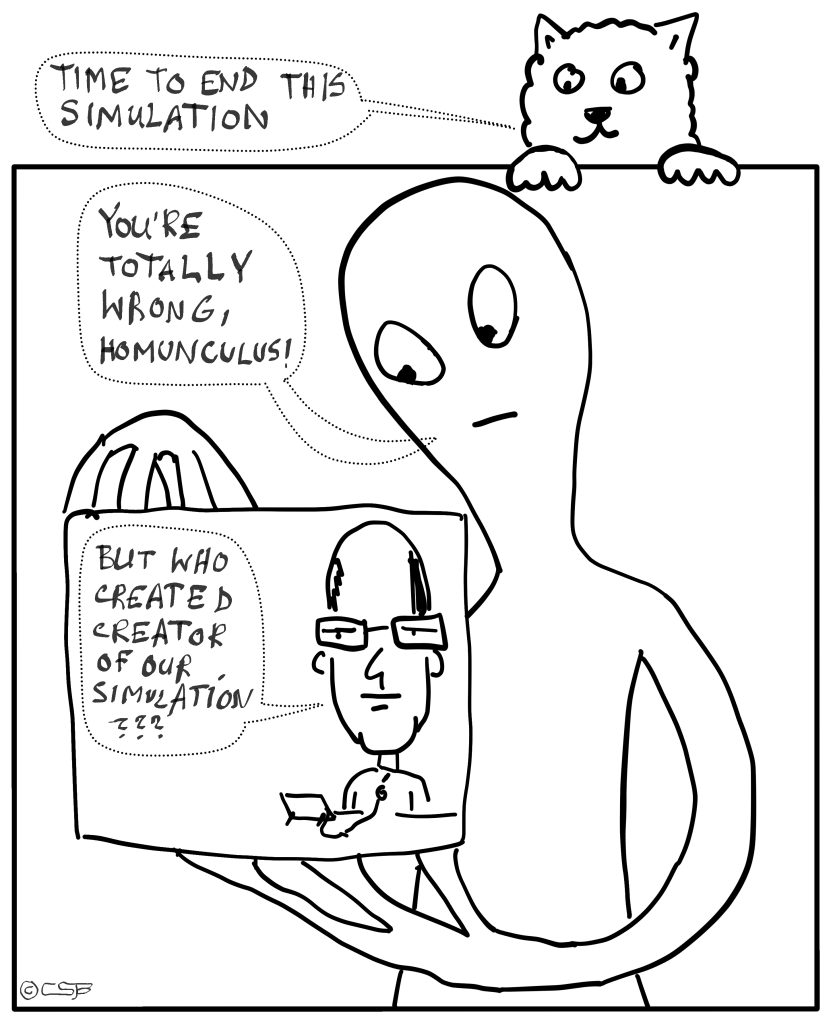 TIME TO END THIS
SIMULATION
YOU'RE
TOTALLY
WRONG,
HOMUNCULUS!
BUT WHO
CREATED
CREATOR
OF OUR
SIMULATION
???
©CSB